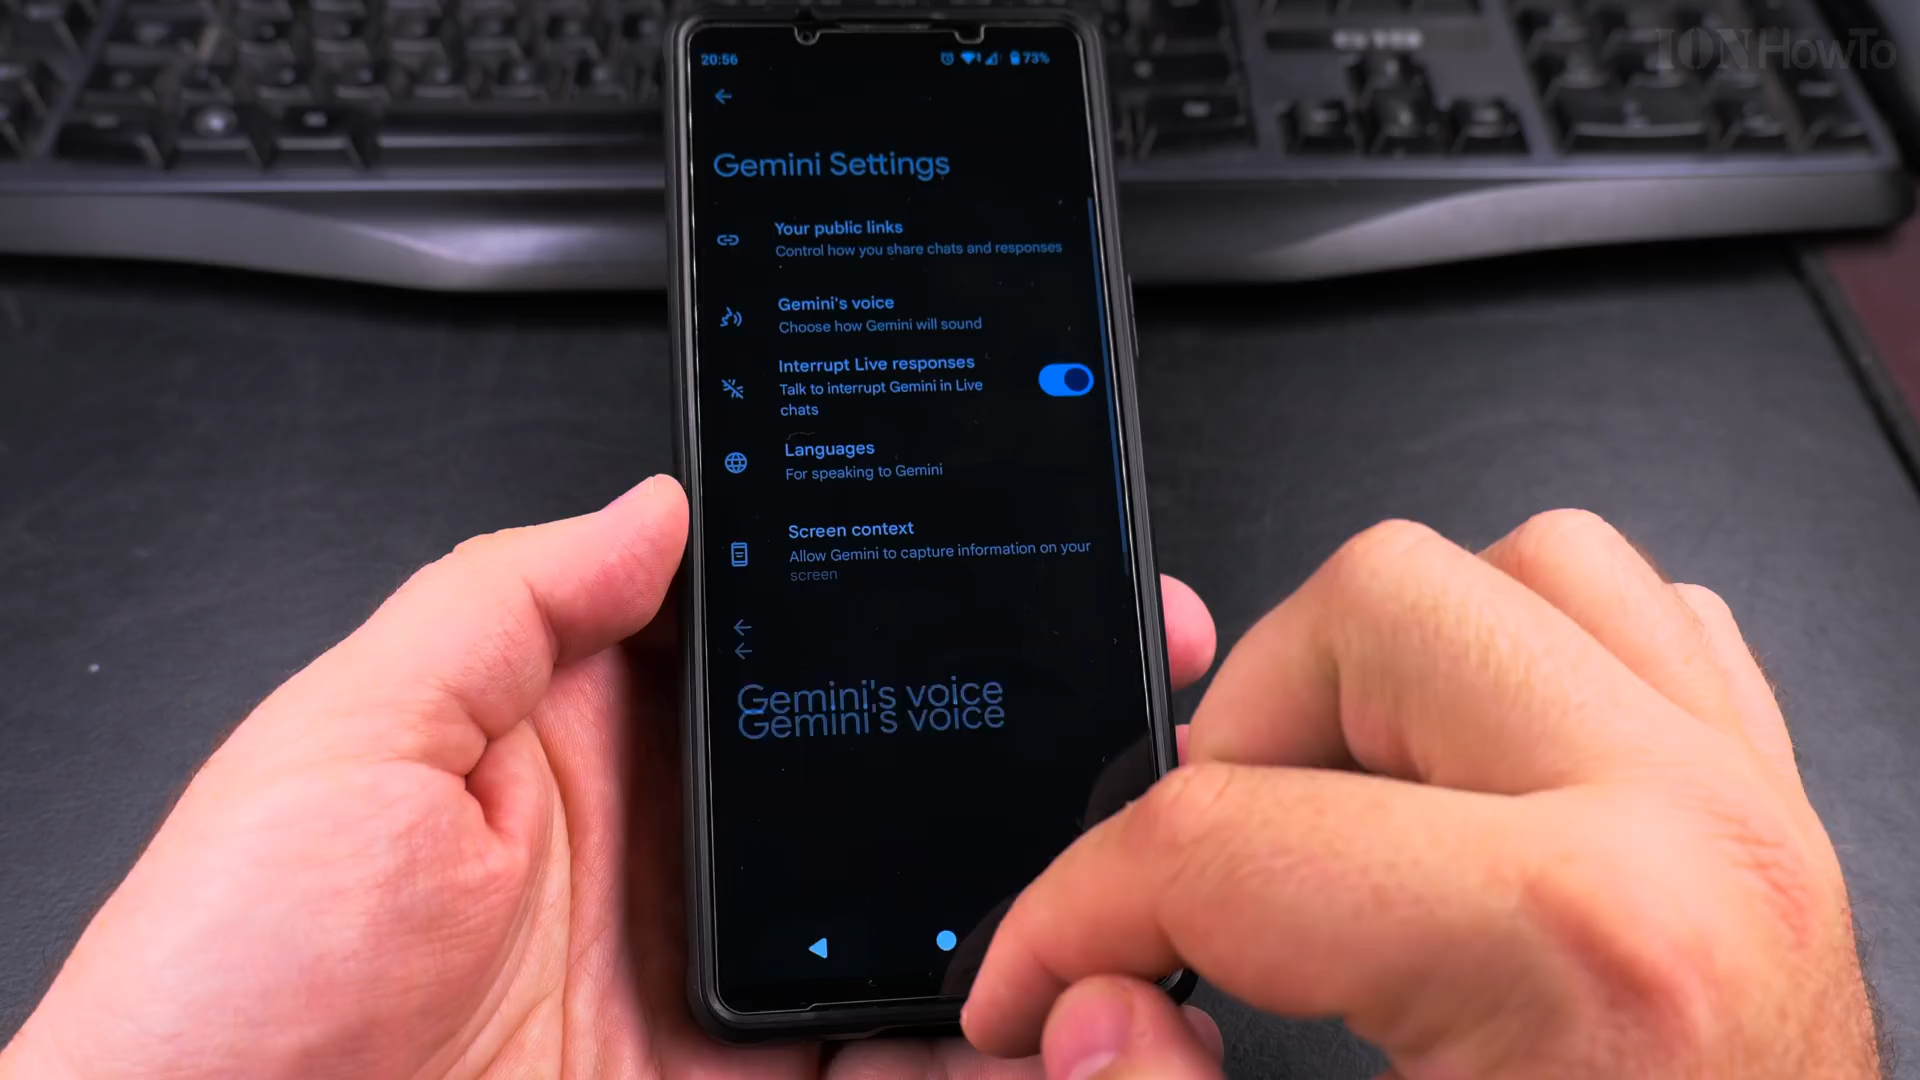 IONHowTo
20:56
73%
Gemini Settings
Your public links
Control how you share chats and responses
Gemini's voice
Choose how Gemini will sound
Interrupt Live responses
Talk to interrupt Gemini in Live
chats
Languages
For speaking to Gemini
Screen context
Allow Gemini to capture information on your
screen
Gemini's voice
Gemini's voice